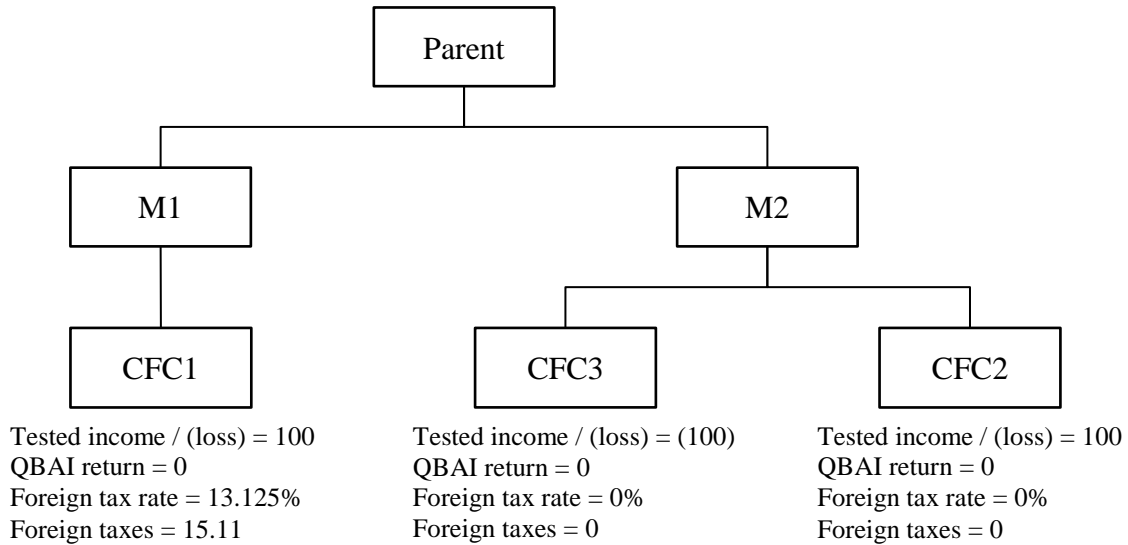 Parent
M1
M2
CFC1
CFC3
CFC2
Tested income / (loss) = 100
QBAI return = 0
Foreign tax rate = 13.125%
Foreign taxes = 15.11
Tested income / (loss) = (100)
QBAI return = 0
Foreign tax rate = 0%
Foreign taxes = 0
Tested income / (loss) = 100
QBAI return = 0
Foreign tax rate = 0%
Foreign taxes = 0